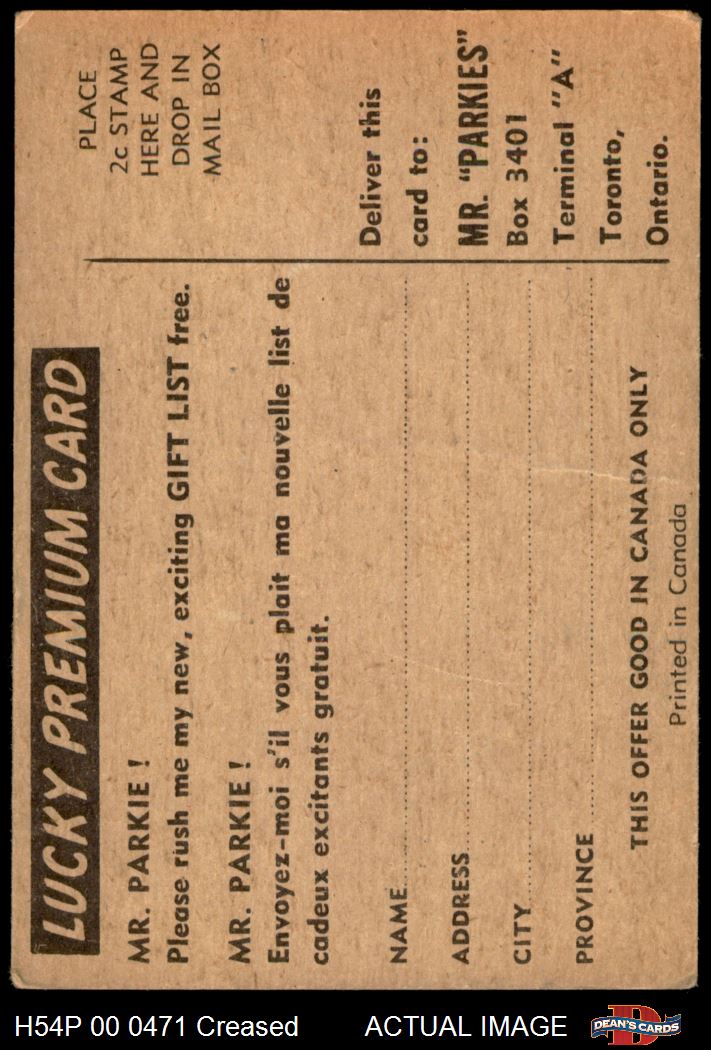 LUCKY PREMIUM CARD
MR. PARKIE !
Please rush me my new, exciting GIFT LIST free.
MR. PARKIE !
Envoyez-moi s'il vous plait ma nouvelle list de
cadeux excitants gratuit.
NAME
ADDRESS
CITY
PROVINCE
THIS OFFER GOOD IN CANADA ONLY
Printed in Canada
PLACE
2c STAMP
HERE AND
DROP IN
MAIL BOX
Deliver this
card to:
MR. "PARKIES"
Box 3401
Terminal "A"
Toronto,
Ontario.
H54P 00 0471 Creased
ACTUAL IMAGE
D
DEAN'S CARDS